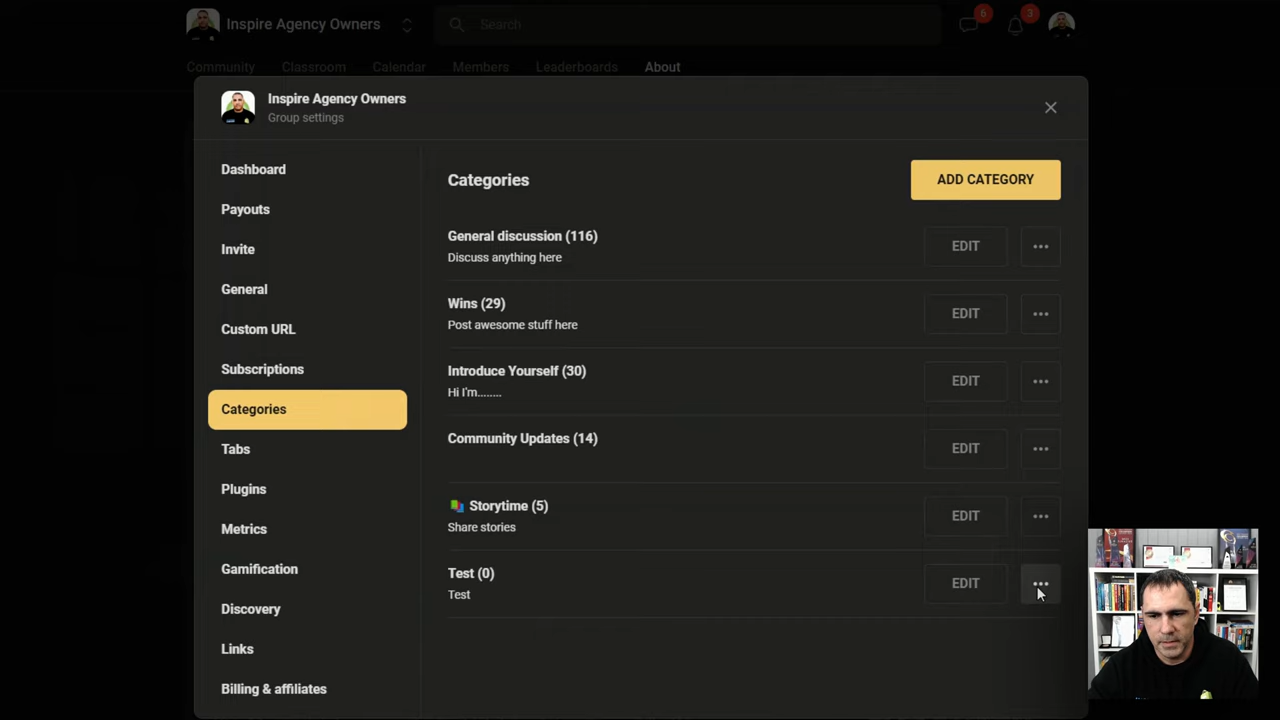 Inspire Agency Owners
Search
6
3
Community Classroom Calendar Members Leaderboards About
Inspire Agency Owners
Group settings
Dashboard
Payouts
Invite
General
Custom URL
Subscriptions
Categories
Tabs
Plugins
Metrics
Gamification
Discovery
Links
Billing & affiliates
Categories
ADD CATEGORY
General discussion (116)
Discuss anything here
EDIT
Wins (29)
Post awesome stuff here
EDIT
Introduce Yourself (30)
Hi I'm........
EDIT
Community Updates (14)
EDIT
Storytime (5)
Share stories
EDIT
Test (0)
Test
EDIT